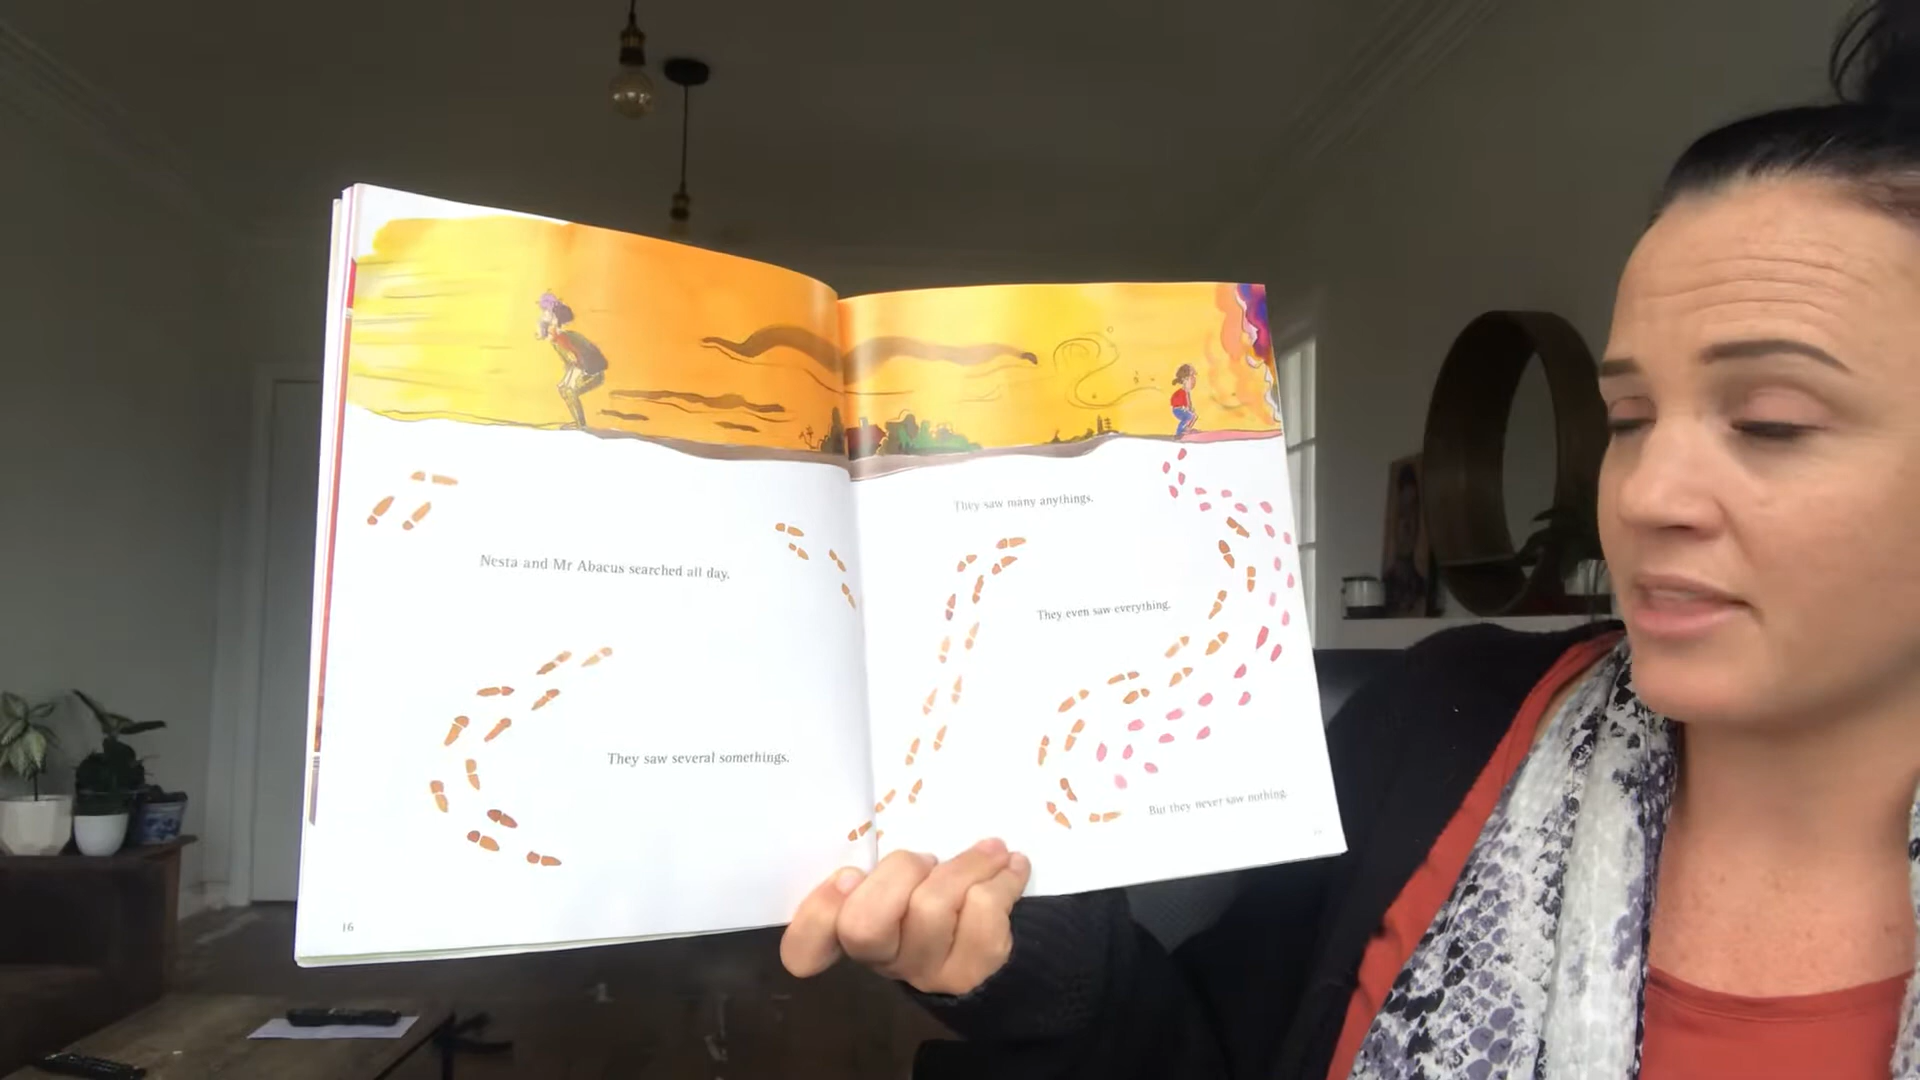 Nesta and Mr Abacus searched all day.
They saw several somethings.
16
They saw many anythings.
They even saw everything.
But they never saw nothing.